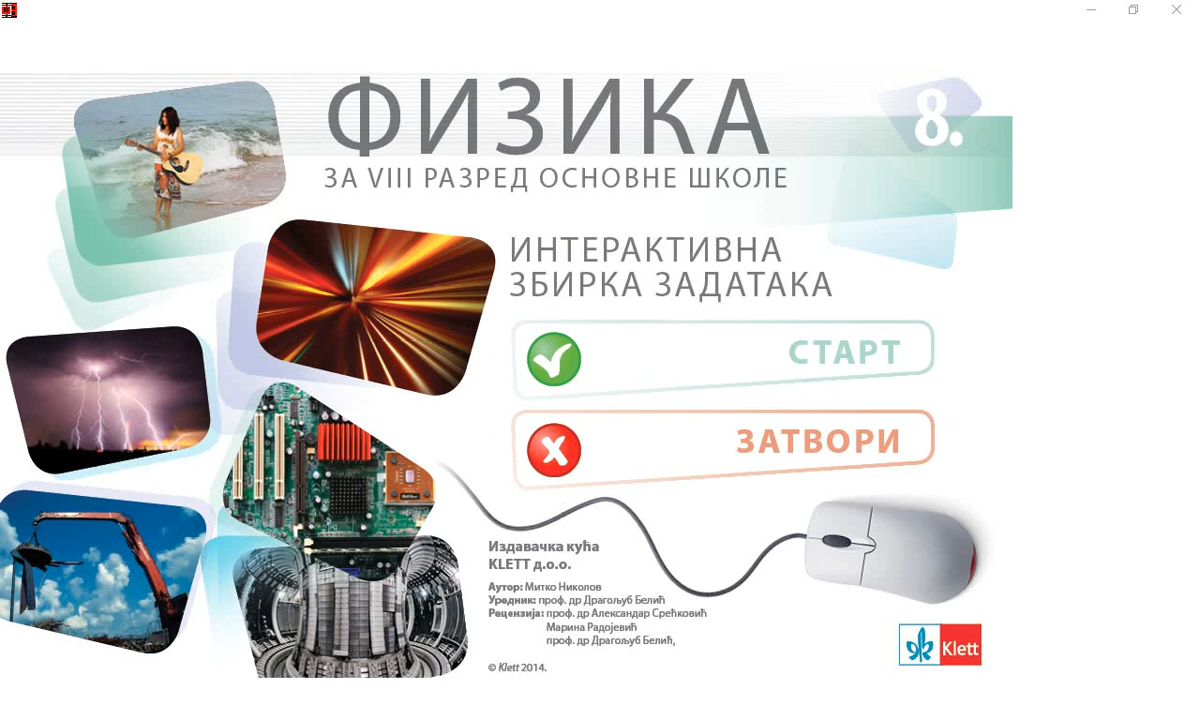 ФИЗИКА
8.
ЗА VIII РАЗРЕД ОСНОВНЕ ШКОЛЕ
ИНТЕРАКТИВНА
ЗБИРКА ЗАДАТАКА
СТАРТ
ЗАТВОРИ
Издавачка кућа
KLETT д.о.о.
Аутор: Митко Николов
Уредник: проф. др Драгољуб Белић
Рецензија: проф. др Александар Срећковић
Марина Радојевић
проф. др Драгољуб Белић,
© Klett 2014.
Klett